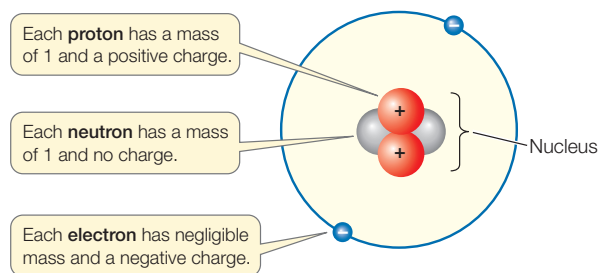 Each proton has a mass
of 1 and a positive charge.
Each neutron has a mass
of 1 and no charge.
Each electron has negligible
mass and a negative charge.
Nucleus
+
+
–
–